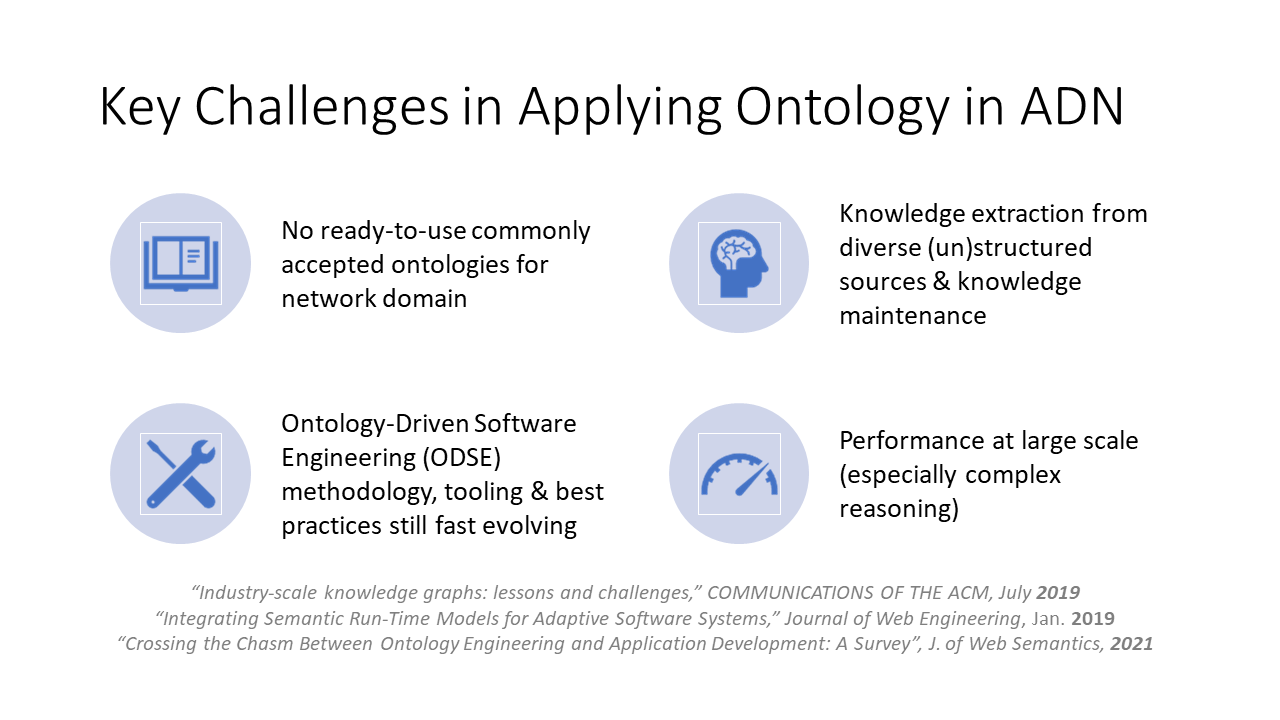 Key Challenges in Applying Ontology in ADN
No ready-to-use commonly
accepted ontologies for
network domain
Knowledge extraction from
diverse (un)structured
sources & knowledge
maintenance
Ontology-Driven Software
Engineering (ODSE)
methodology, tooling & best
practices still fast evolving
Performance at large scale
(especially complex
reasoning)
“Industry-scale knowledge graphs: lessons and challenges,” COMMUNICATIONS OF THE ACM, July 2019
“Integrating Semantic Run-Time Models for Adaptive Software Systems,” Journal of Web Engineering, Jan. 2019
“Crossing the Chasm Between Ontology Engineering and Application Development: A Survey”, J. of Web Semantics, 2021